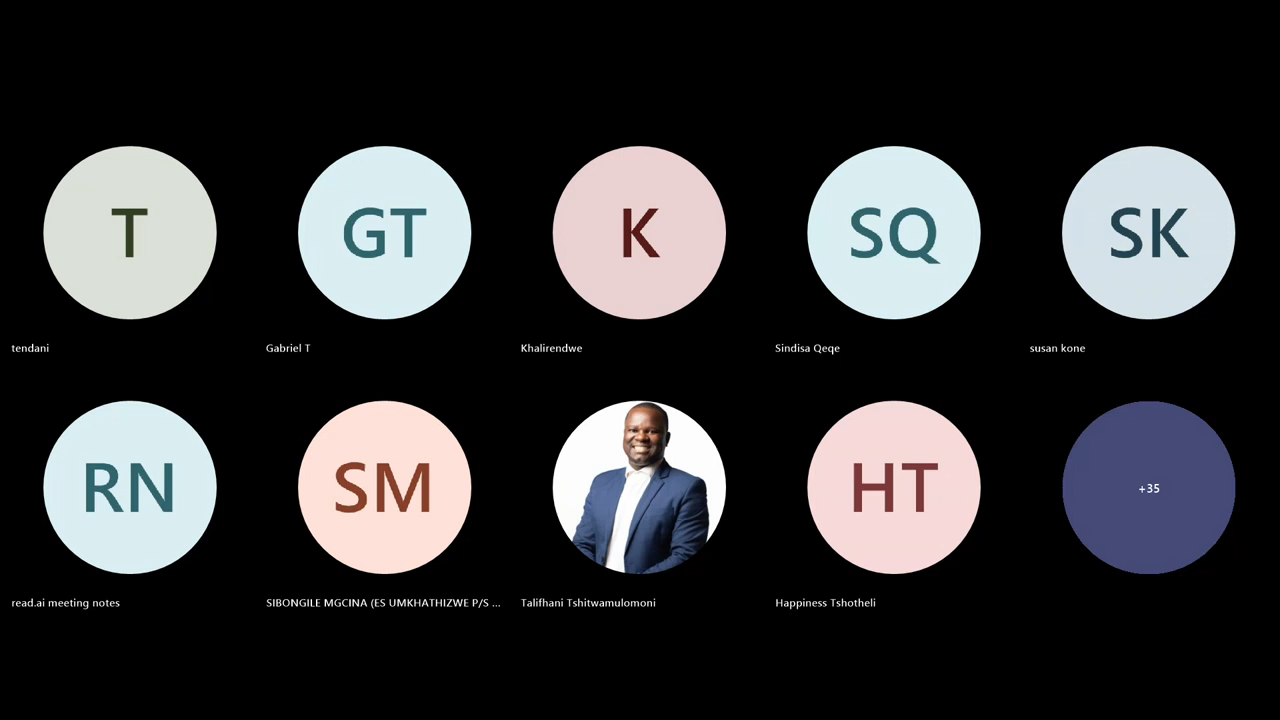 T
GT
K
SQ
SK
tendani
Gabriel T
Khalirendwe
Sindisa Qeqe
susan kone
RN
SM
HT
+35
read.ai meeting notes
SIBONGILE MGCINA (ES UMKHATHIZWE P/S ...
Talifhani Tshitwamulomoni
Happiness Tshotheli